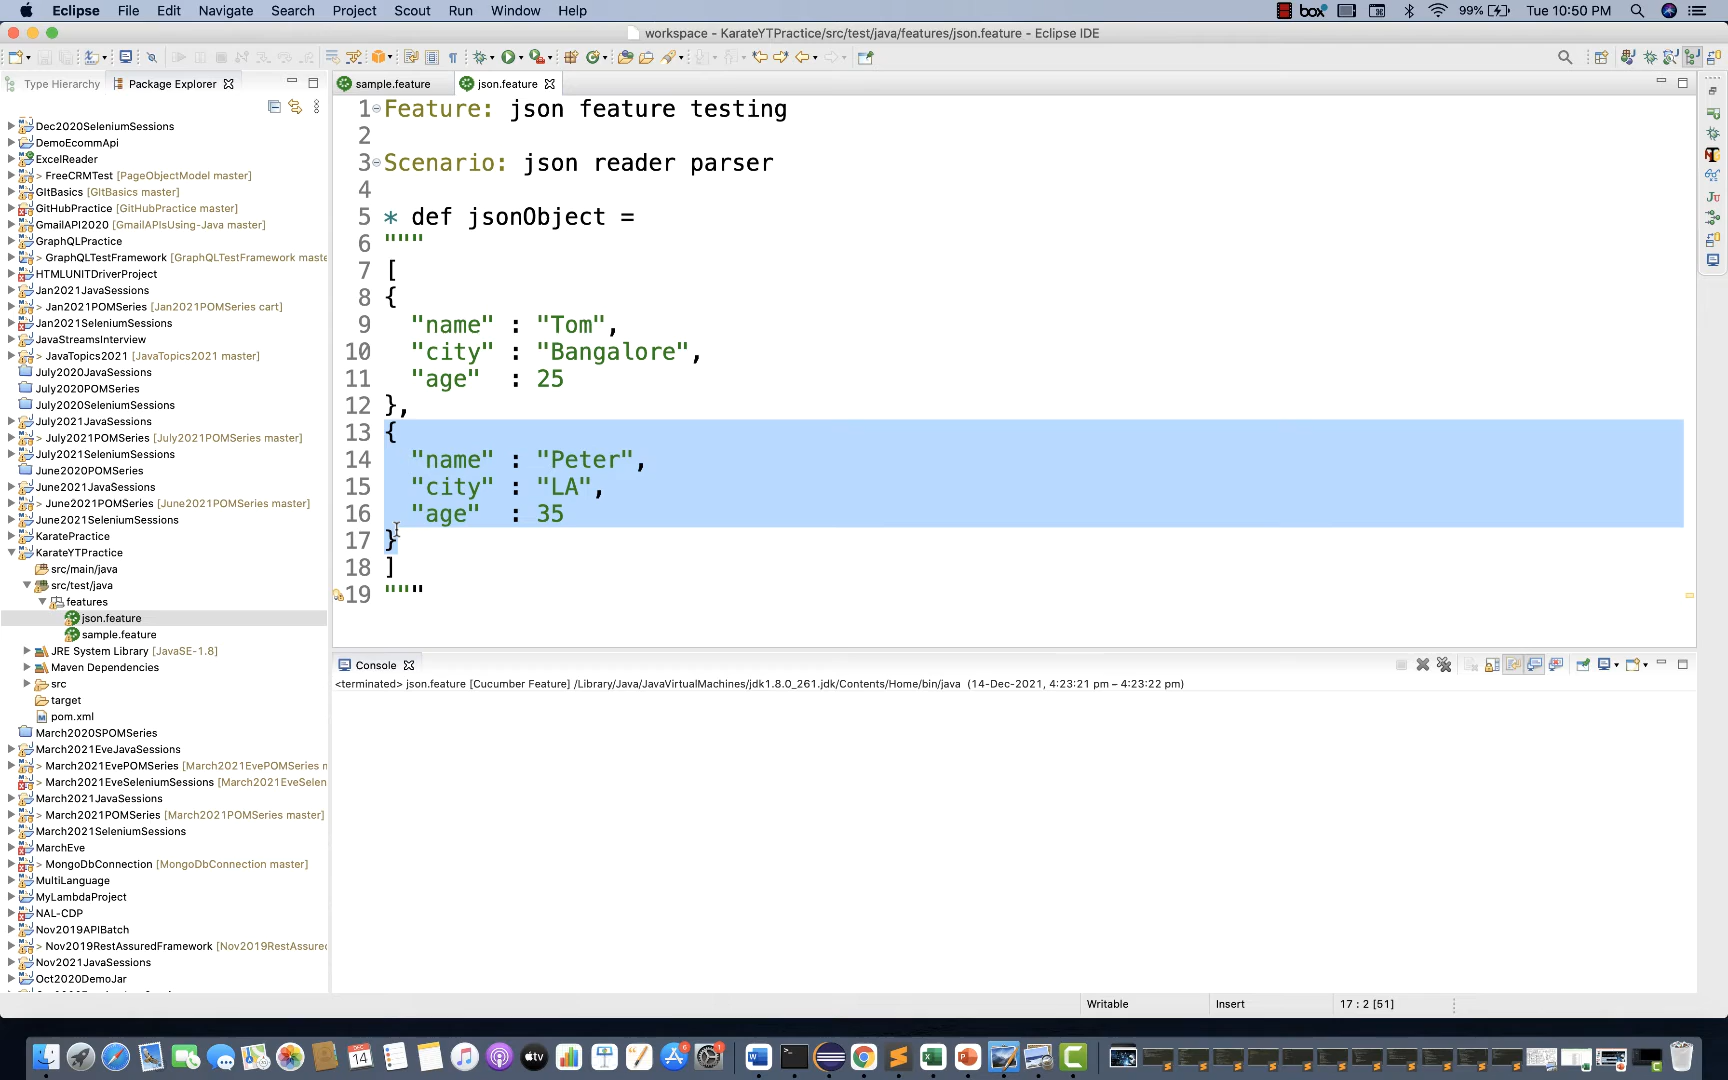 Eclipse File Edit Navigate Search Project Scout Run Window Help box 99% Tue 10:50 PM
workspace - KarateYTPractice/src/test/java/features/json.feature - Eclipse IDE
Type Hierarchy Package Explorer
Dec2020SeleniumSessions
DemoEcommApi
ExcelReader
> FreeCRMTest [PageObjectModel master]
GItBasics [GItBasics master]
GitHubPractice [GitHubPractice master]
GmailAPI2020 [GmailAPIsUsing-Java master]
GraphQLPractice
> GraphQLTestFramework [GraphQLTestFramework maste
HTMLUNITDriverProject
Jan2021JavaSessions
> Jan2021POMSeries [Jan2021POMSeries cart]
Jan2021SeleniumSessions
JavaStreamsInterview
> JavaTopics2021 [JavaTopics2021 master]
July2020JavaSessions
July2020POMSeries
July2020SeleniumSessions
July2021JavaSessions
> July2021POMSeries [July2021POMSeries master]
July2021SeleniumSessions
June2020POMSeries
June2021JavaSessions
> June2021POMSeries [June2021POMSeries master]
June2021SeleniumSessions
KaratePractice
KarateYTPractice
src/main/java
src/test/java
features
json.feature
sample.feature
JRE System Library [JavaSE-1.8]
Maven Dependencies
src
target
pom.xml
March2020SPOMSeries
March2021EveJavaSessions
> March2021EvePOMSeries [March2021EvePOMSeries m
> March2021EveSeleniumSessions [March2021EveSelen
March2021JavaSessions
> March2021POMSeries [March2021POMSeries master]
March2021SeleniumSessions
MarchEve
> MongoDbConnection [MongoDbConnection master]
MultiLanguage
MyLambdaProject
NAL-CDP
Nov2019APIBatch
> Nov2019RestAssuredFramework [Nov2019RestAssured
Nov2021JavaSessions
Oct2020DemoJar
sample.feature json.feature
1 Feature: json feature testing
2
3 Scenario: json reader parser
4
5 * def jsonObject =
6 """
7 [
8 {
9 "name" : "Tom",
10 "city" : "Bangalore",
11 "age" : 25
12 },
13 {
14 "name" : "Peter",
15 "city" : "LA",
16 "age" : 35
17 }
18 ]
19 """
Console
<terminated> json.feature [Cucumber Feature] /Library/Java/JavaVirtualMachines/jdk1.8.0_261.jdk/Contents/Home/bin/java (14-Dec-2021, 4:23:21 pm – 4:23:22 pm)
Writable Insert 17 : 2 [51]